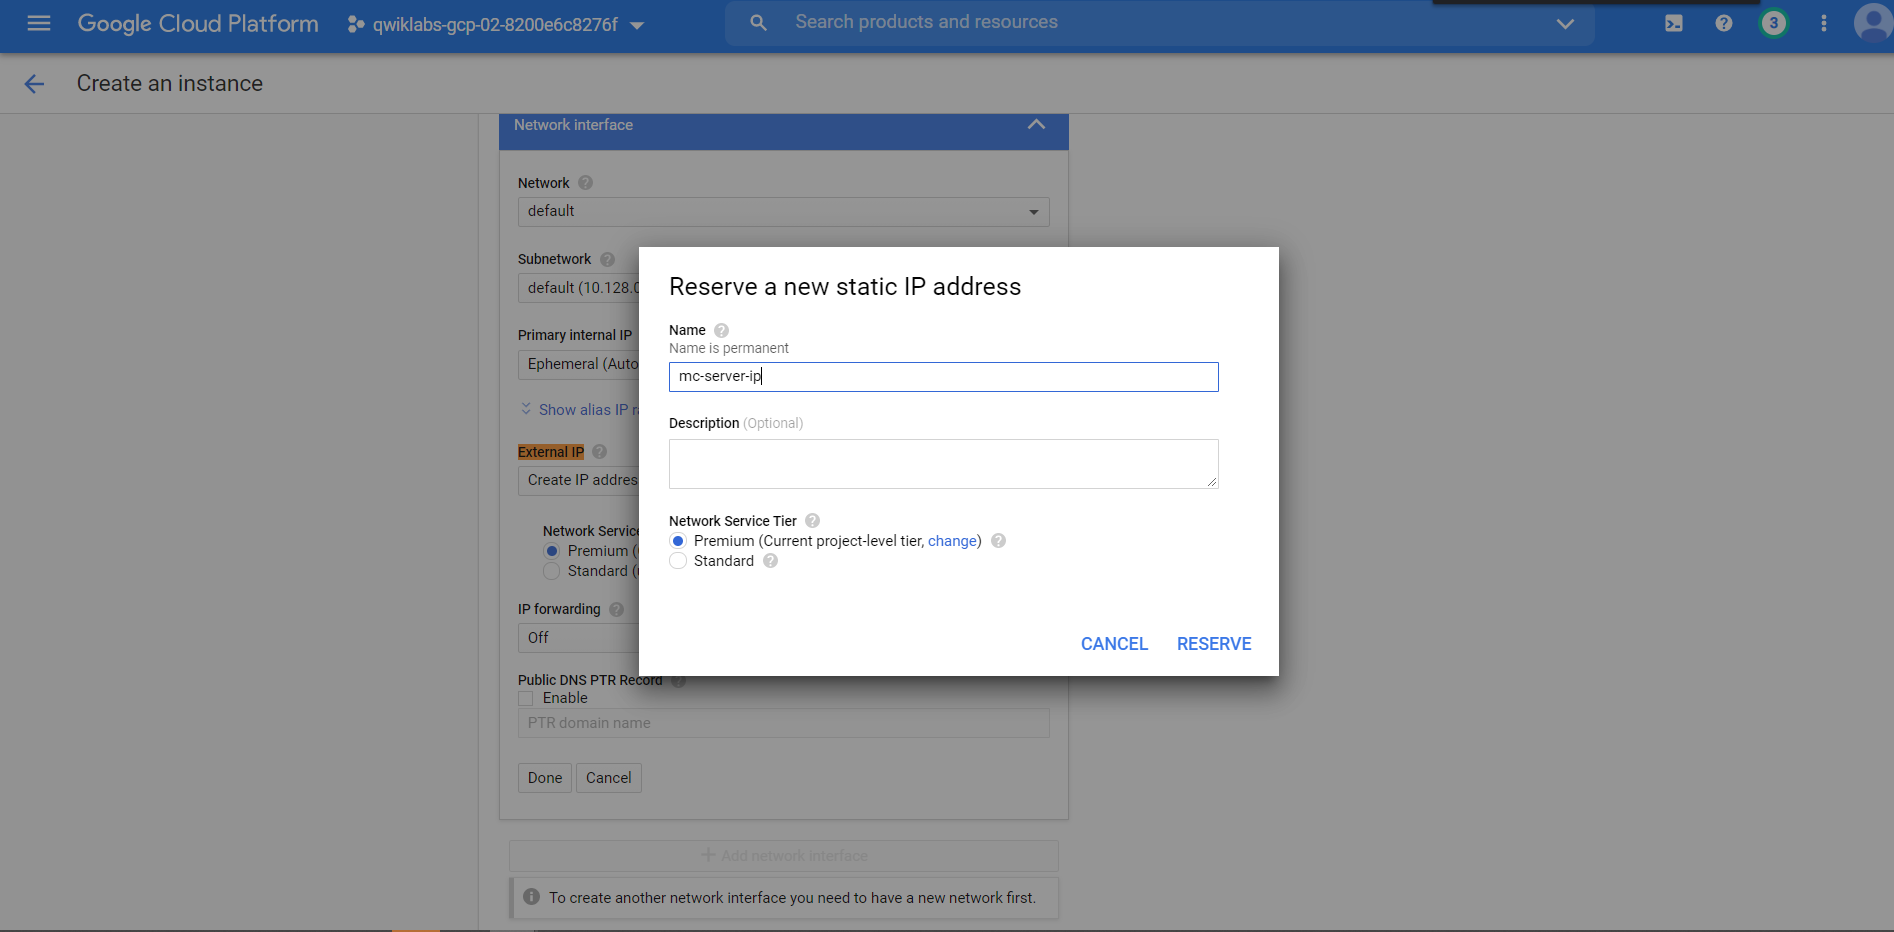 Google Cloud Platform
qwiklabs-gcp-02-8200e6c8276f
Search products and resources
3
Create an instance
Network interface
Network
default
Subnetwork
default (10.128.0
Primary internal IP
Ephemeral (Auto
Show alias IP r
External IP
Create IP addres
Network Service
Premium (
Standard (
IP forwarding
Off
Public DNS PTR Record
Enable
PTR domain name
Done
Cancel
Add network interface
To create another network interface you need to have a new network first.
Reserve a new static IP address
Name
Name is permanent
mc-server-ip
Description (Optional)
Network Service Tier
Premium (Current project-level tier, change)
Standard
CANCEL
RESERVE